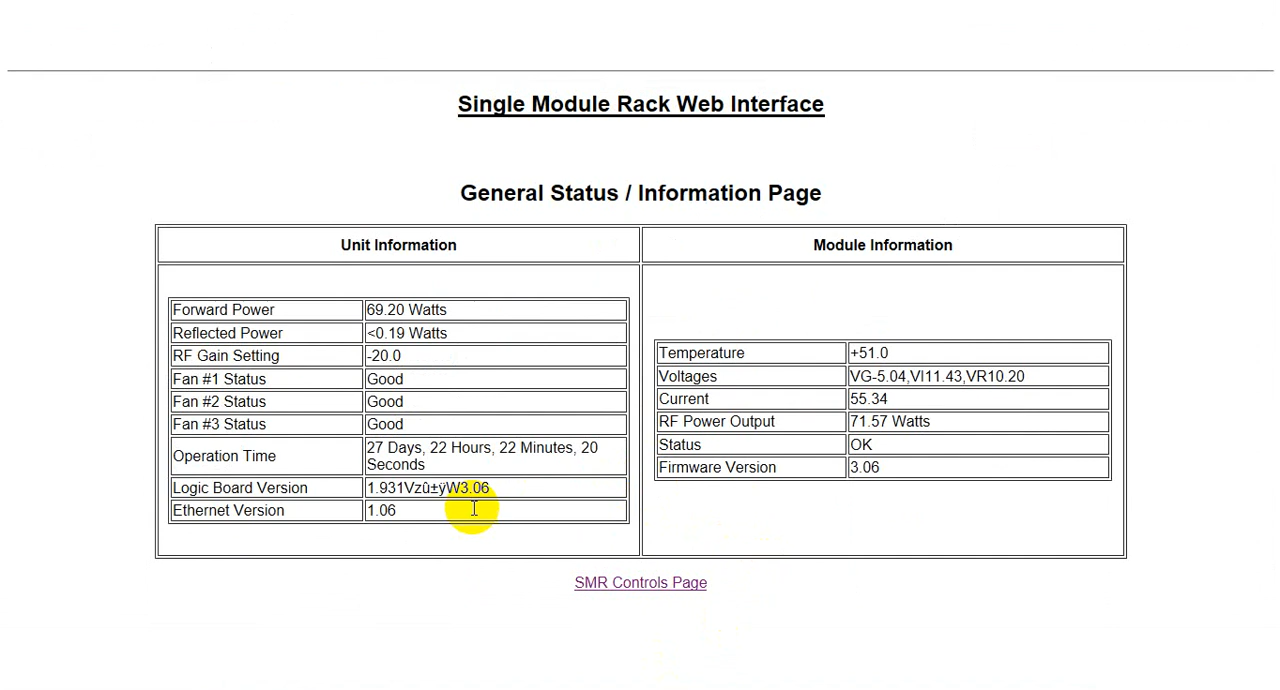 Single Module Rack Web Interface
General Status / Information Page
Unit Information
Forward Power 69.20 Watts
Reflected Power <0.19 Watts
RF Gain Setting -20.0
Fan #1 Status Good
Fan #2 Status Good
Fan #3 Status Good
Operation Time 27 Days, 22 Hours, 22 Minutes, 20
Seconds
Logic Board Version 1.931Vzû±ÿW3.06
Ethernet Version 1.06
Module Information
Temperature +51.0
Voltages VG-5.04,VI11.43,VR10.20
Current 55.34
RF Power Output 71.57 Watts
Status OK
Firmware Version 3.06
SMR Controls Page